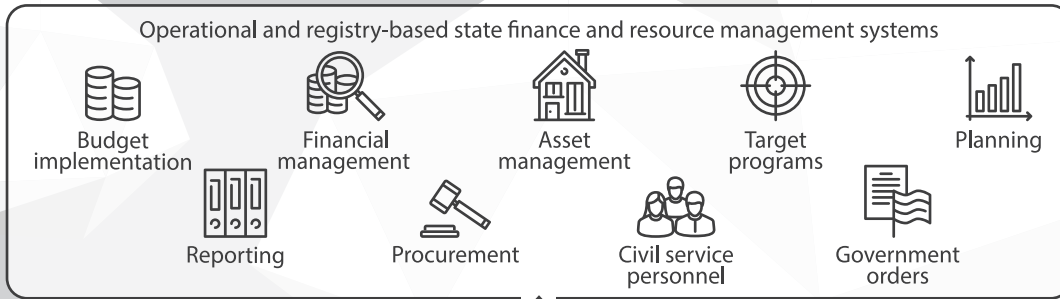 Operational and registry-based state finance and resource management systems
Budget
implementation
Financial
management
Asset
management
Target
programs
Planning
Reporting
Procurement
Civil service
personnel
Government
orders